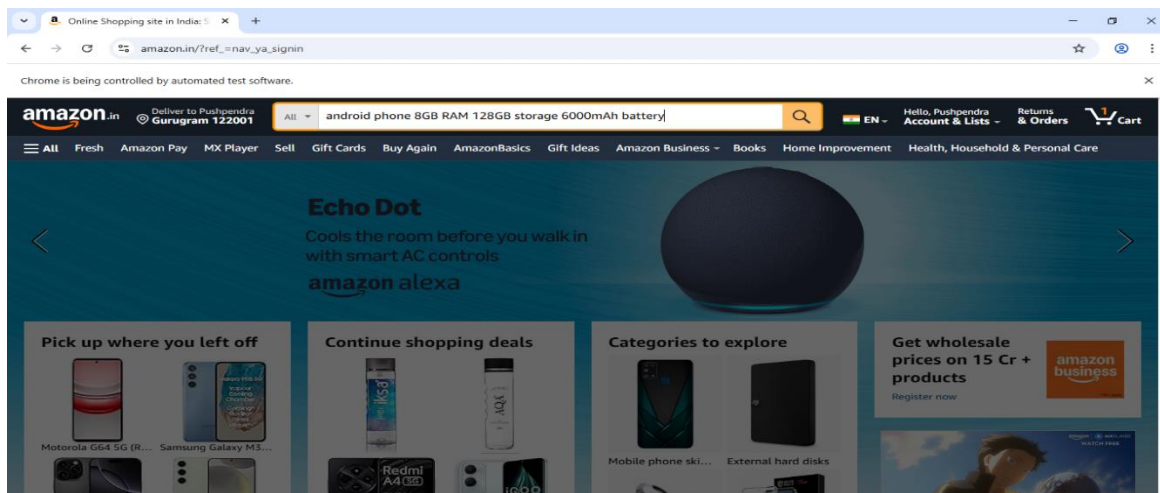 Online Shopping site in India: S
amazon.in/?ref_=nav_ya_signin
Chrome is being controlled by automated test software.
amazon.in
Deliver to Pushpendra
Gurugram 122001
All
android phone 8GB RAM 128GB storage 6000mAh battery
EN
Hello, Pushpendra
Account & Lists
Returns
& Orders
1
Cart
All Fresh Amazon Pay MX Player Sell Gift Cards Buy Again AmazonBasics Gift Ideas Amazon Business Books Home Improvement Health, Household & Personal Care
Echo Dot
Cools the room before you walk in
with smart AC controls
amazon alexa
Pick up where you left off
Motorola G64 5G (R...
Samsung Galaxy M3...
Continue shopping deals
iksa
AQA
Redmi
A4 5G
iQOO
Categories to explore
Mobile phone ski...
External hard disks
Get wholesale
prices on 15 Cr +
products
Register now
amazon
business
WATCH FREE